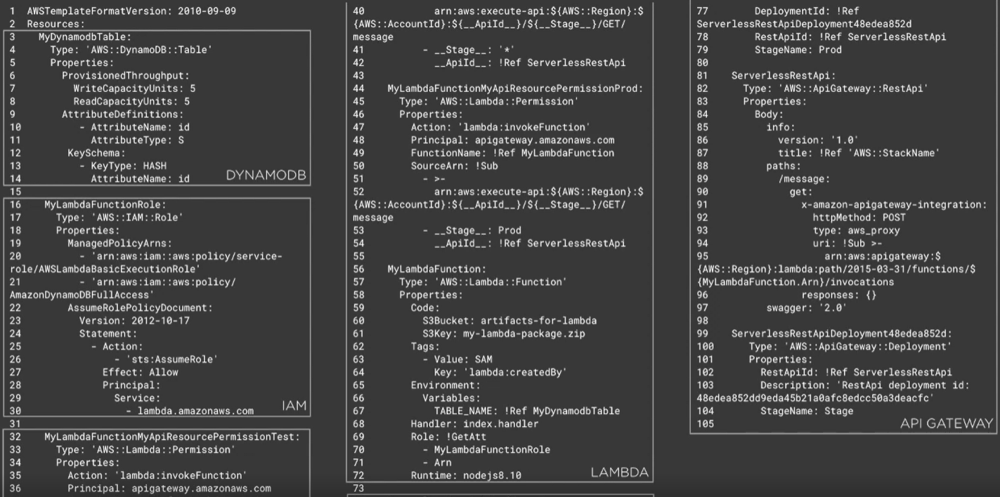 1 AWSTemplateFormatVersion: 2010-09-09
2 Resources:
3 MyDynamodbTable:
4 Type: 'AWS::DynamoDB::Table'
5 Properties:
6 ProvisionedThroughput:
7 WriteCapacityUnits: 5
8 ReadCapacityUnits: 5
9 AttributeDefinitions:
10 - AttributeName: id
11 AttributeType: S
12 KeySchema:
13 - KeyType: HASH
14 AttributeName: id
DYNAMODB
15
16 MyLambdaFunctionRole:
17 Type: 'AWS::IAM::Role'
18 Properties:
19 ManagedPolicyArns:
20 - 'arn:aws:iam::aws:policy/service-
role/AWSLambdaBasicExecutionRole'
21 - 'arn:aws:iam::aws:policy/
AmazonDynamoDBFullAccess'
22 AssumeRolePolicyDocument:
23 Version: 2012-10-17
24 Statement:
25 - Action:
26 - 'sts:AssumeRole'
27 Effect: Allow
28 Principal:
29 Service:
30 - lambda.amazonaws.com
IAM
31
32 MyLambdaFunctionMyApiResourcePermissionTest:
33 Type: 'AWS::Lambda::Permission'
34 Properties:
35 Action: 'lambda:invokeFunction'
36 Principal: apigateway.amazonaws.com
40 arn:aws:execute-api:${AWS::Region}:$
{AWS::AccountId}:${__ApiId__}/${__Stage__}/GET/
message
41 - __Stage__: '*'
42 __ApiId__: !Ref ServerlessRestApi
43
44 MyLambdaFunctionMyApiResourcePermissionProd:
45 Type: 'AWS::Lambda::Permission'
46 Properties:
47 Action: 'lambda:invokeFunction'
48 Principal: apigateway.amazonaws.com
49 FunctionName: !Ref MyLambdaFunction
50 SourceArn: !Sub
51 - >-
52 arn:aws:execute-api:${AWS::Region}:$
{AWS::AccountId}:${__ApiId__}/${__Stage__}/GET/
message
53 - __Stage__: Prod
54 __ApiId__: !Ref ServerlessRestApi
55
56 MyLambdaFunction:
57 Type: 'AWS::Lambda::Function'
58 Properties:
59 Code:
60 S3Bucket: artifacts-for-lambda
61 S3Key: my-lambda-package.zip
62 Tags:
63 - Value: SAM
64 Key: 'lambda:createdBy'
65 Environment:
66 Variables:
67 TABLE_NAME: !Ref MyDynamodbTable
68 Handler: index.handler
69 Role: !GetAtt
70 - MyLambdaFunctionRole
71 - Arn
72 Runtime: nodejs8.10
LAMBDA
73
77 DeploymentId: !Ref
ServerlessRestApiDeployment48edea852d
78 RestApiId: !Ref ServerlessRestApi
79 StageName: Prod
80
81 ServerlessRestApi:
82 Type: 'AWS::ApiGateway::RestApi'
83 Properties:
84 Body:
85 info:
86 version: '1.0'
87 title: !Ref 'AWS::StackName'
88 paths:
89 /message:
90 get:
91 x-amazon-apigateway-integration:
92 httpMethod: POST
93 type: aws_proxy
94 uri: !Sub >-
95 arn:aws:apigateway:$
{AWS::Region}:lambda:path/2015-03-31/functions/$
{MyLambdaFunction.Arn}/invocations
96 responses: {}
97 swagger: '2.0'
98
99 ServerlessRestApiDeployment48edea852d:
100 Type: 'AWS::ApiGateway::Deployment'
101 Properties:
102 RestApiId: !Ref ServerlessRestApi
103 Description: 'RestApi deployment id:
48edea852dd9eda45b21a0afc8edcc50a3deacfc'
104 StageName: Stage
105
API GATEWAY